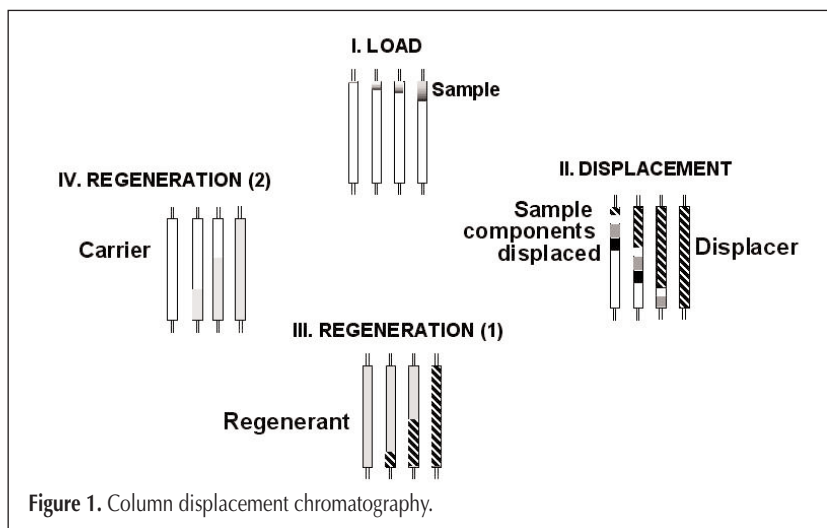 I. LOAD
Sample
II. DISPLACEMENT
Sample
components
displaced
Displacer
III. REGENERATION (1)
Regenerant
IV. REGENERATION (2)
Carrier
Figure 1. Column displacement chromatography.